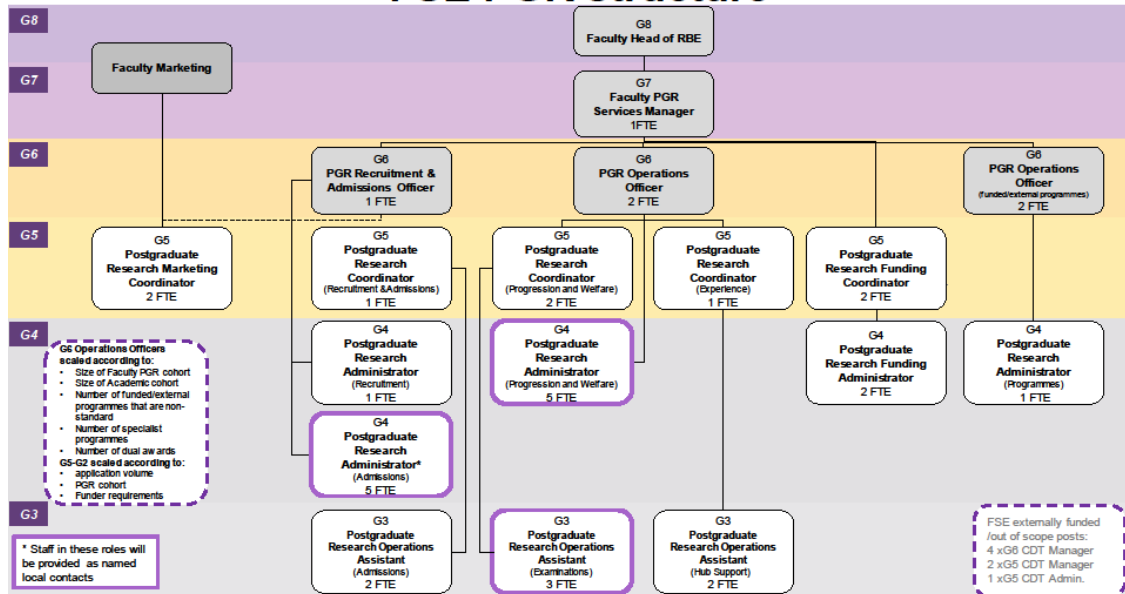 G8
G8
Faculty Head of RBE
Faculty Marketing
G7
G7
Faculty PGR
Services Manager
1FTE
G6
G6
PGR Recruitment &
Admissions Officer
1 FTE
G6
PGR Operations
Officer
2 FTE
G6
PGR Operations
Officer
(funded/external programmes)
2 FTE
G5
G5
Postgraduate
Research Marketing
Coordinator
2 FTE
G5
Postgraduate
Research
Coordinator
(Recruitment &Admissions)
1 FTE
G5
Postgraduate
Research
Coordinator
(Progression and Welfare)
2 FTE
G5
Postgraduate
Research
Coordinator
(Experience)
1 FTE
G5
Postgraduate
Research Funding
Coordinator
2 FTE
G4
G6 Operations Officers
scaled according to:
• Size of Faculty PGR cohort
• Size of Academic cohort
• Number of funded/external
programmes that are non-
standard
• Number of specialist
programmes
• Number of dual awards
G5-G2 scaled according to:
• application volume
• PGR cohort
• Funder requirements
G4
Postgraduate
Research
Administrator
(Recruitment)
1 FTE
G4
Postgraduate
Research
Administrator
(Progression and Welfare)
5 FTE
G4
Postgraduate
Research Funding
Administrator
2 FTE
G4
Postgraduate
Research
Administrator
(Programmes)
1 FTE
G4
Postgraduate
Research
Administrator*
(Admissions)
5 FTE
G3
* Staff in these roles will
be provided as named
local contacts
G3
Postgraduate
Research Operations
Assistant
(Admissions)
2 FTE
G3
Postgraduate
Research Operations
Assistant
(Examinations)
3 FTE
G3
Postgraduate
Research Operations
Assistant
(Hub Support)
2 FTE
FSE externally funded
/out of scope posts:
4 xG6 CDT Manager
2 xG5 CDT Manager
1 xG5 CDT Admin.